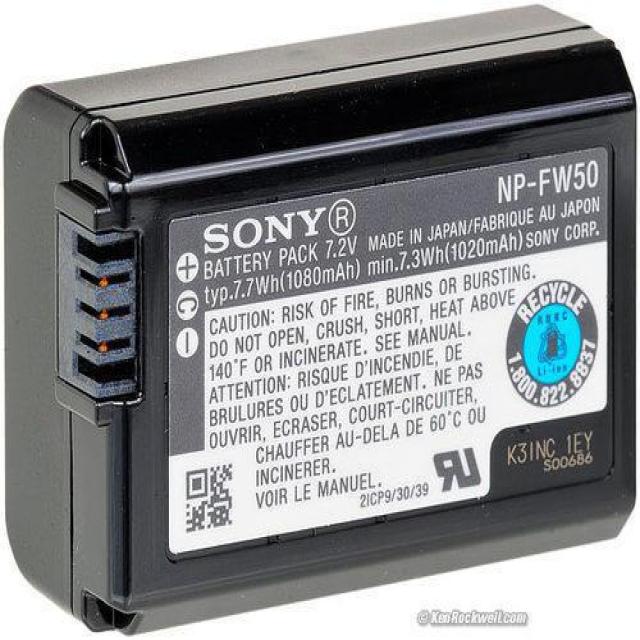 NP-FW50
SONY®
BATTERY PACK 7.2V MADE IN JAPAN/FABRIQUE AU JAPON
typ.7.7Wh(1080mAh) min.7.3Wh(1020mAh) SONY CORP.
+
C
−
CAUTION: RISK OF FIRE, BURNS OR BURSTING.
DO NOT OPEN, CRUSH, SHORT, HEAT ABOVE
140°F OR INCINERATE. SEE MANUAL.
ATTENTION: RISQUE D'INCENDIE, DE
BRULURES OU D'ECLATEMENT. NE PAS
OUVRIR, ECRASER, COURT-CIRCUITER,
CHAUFFER AU-DELA DE 60°C OU
INCINERER.
VOIR LE MANUEL.
2ICP9/30/39
RECYCLE
RBRC
Li-ion
1.800.822.8837
K3INC 1EY
S00686
© KenRockwell.com